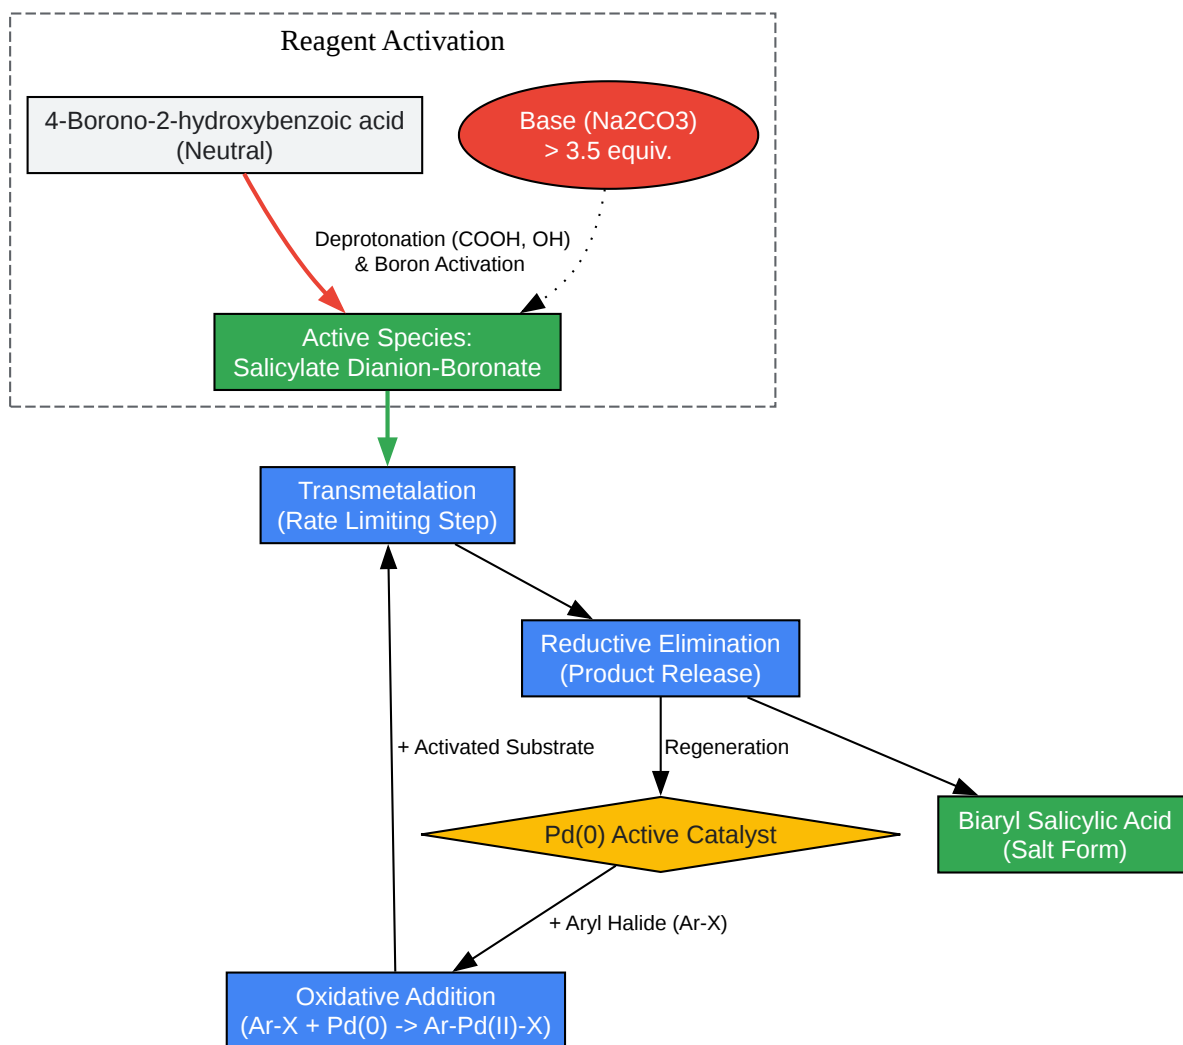 Reagent Activation
4-Borono-2-hydroxybenzoic acid
(Neutral)
Base (Na2CO3)
> 3.5 equiv.
Deprotonation (COOH, OH)
& Boron Activation
Active Species:
Salicylate Dianion-Boronate
Transmetalation
(Rate Limiting Step)
Reductive Elimination
(Product Release)
+ Activated Substrate
Regeneration
Pd(0) Active Catalyst
Biaryl Salicylic Acid
(Salt Form)
+ Aryl Halide (Ar-X)
Oxidative Addition
(Ar-X + Pd(0) -> Ar-Pd(II)-X)